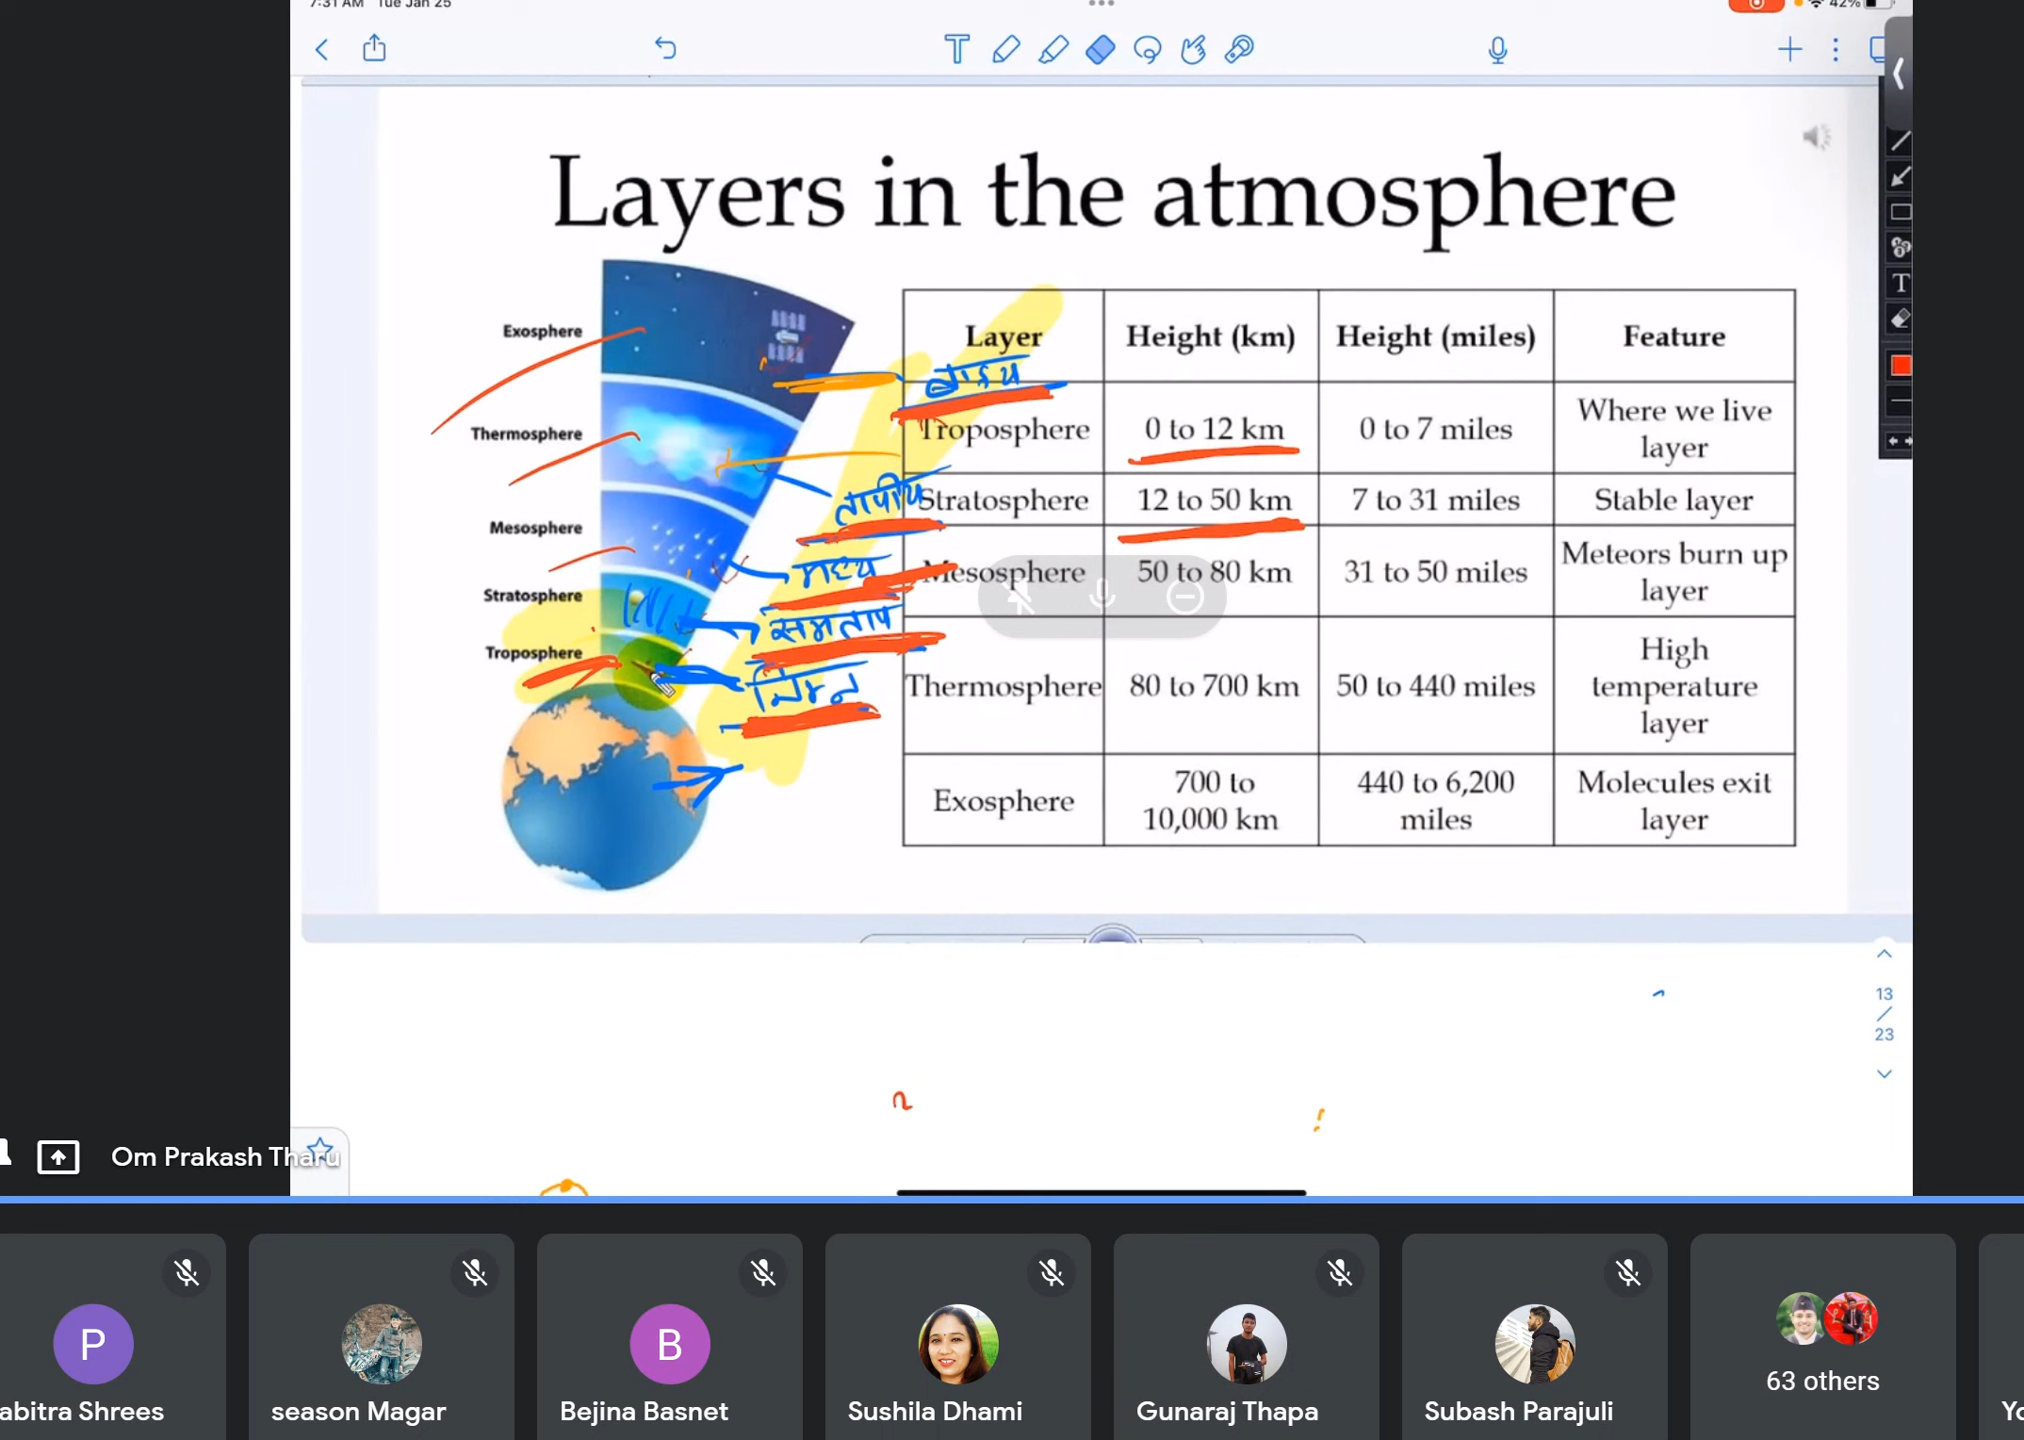 7:31 AM Tue Jan 25
42%
Layers in the atmosphere
Exosphere
Thermosphere
Mesosphere
Stratosphere
Troposphere
बाह्य
तापीय
मध्य
समताप
निम्न
Layer Height (km) Height (miles) Feature
Troposphere 0 to 12 km 0 to 7 miles Where we live
layer
Stratosphere 12 to 50 km 7 to 31 miles Stable layer
Mesosphere 50 to 80 km 31 to 50 miles Meteors burn up
layer
Thermosphere 80 to 700 km 50 to 440 miles High
temperature
layer
Exosphere 700 to
10,000 km 440 to 6,200
miles Molecules exit
layer
T
T
13
/
23
Om Prakash Tharu
P
B
abitra Shrees
season Magar
Bejina Basnet
Sushila Dhami
Gunaraj Thapa
Subash Parajuli
63 others
Yo